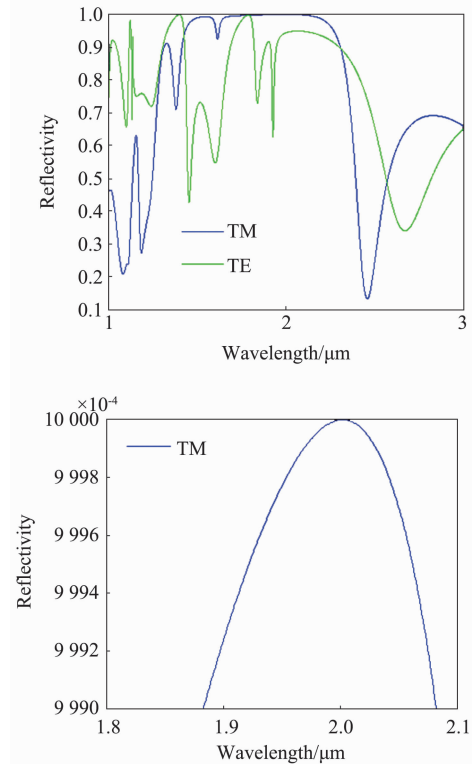 1.0
0.9
0.8
0.7
0.6
0.5
0.4
0.3
0.2
0.1
Reflectivity
TM
TE
1 2 3
Wavelength/μm
×10⁻⁴
10 000
9 998
9 996
9 994
9 992
9 990
Reflectivity
TM
1.8 1.9 2.0 2.1
Wavelength/μm